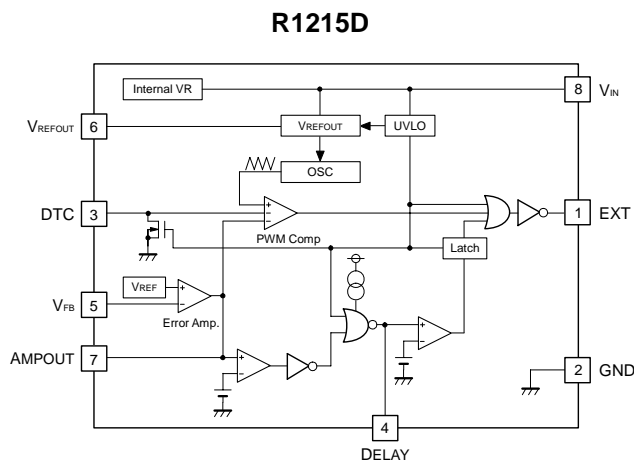 R1215D
Internal VR
8
VIN
VREFOUT
6
VREFOUT
UVLO
OSC
+
−
−
DTC
3
1
EXT
PWM Comp
Latch
VREF
+
−
VFB
5
Error Amp.
AMPOUT
7
+
−
+
−
2
GND
4
DELAY